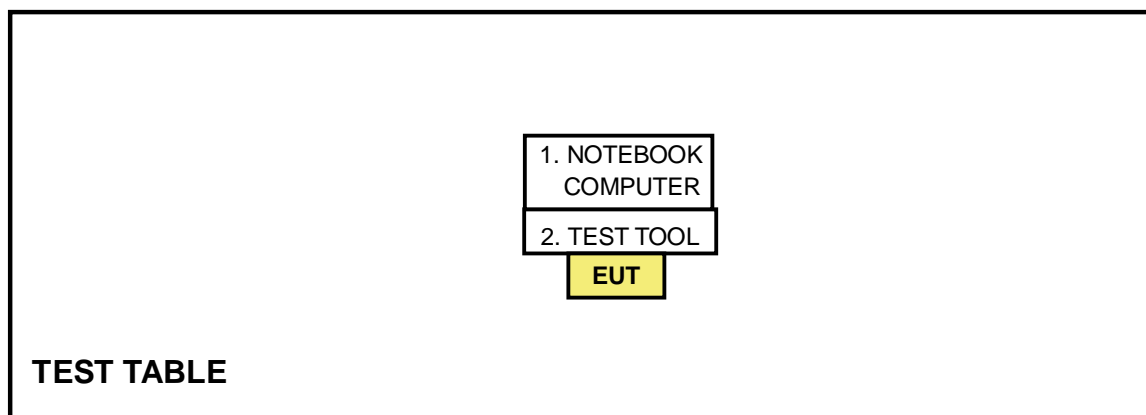 1. NOTEBOOK
COMPUTER
2. TEST TOOL
EUT
TEST TABLE